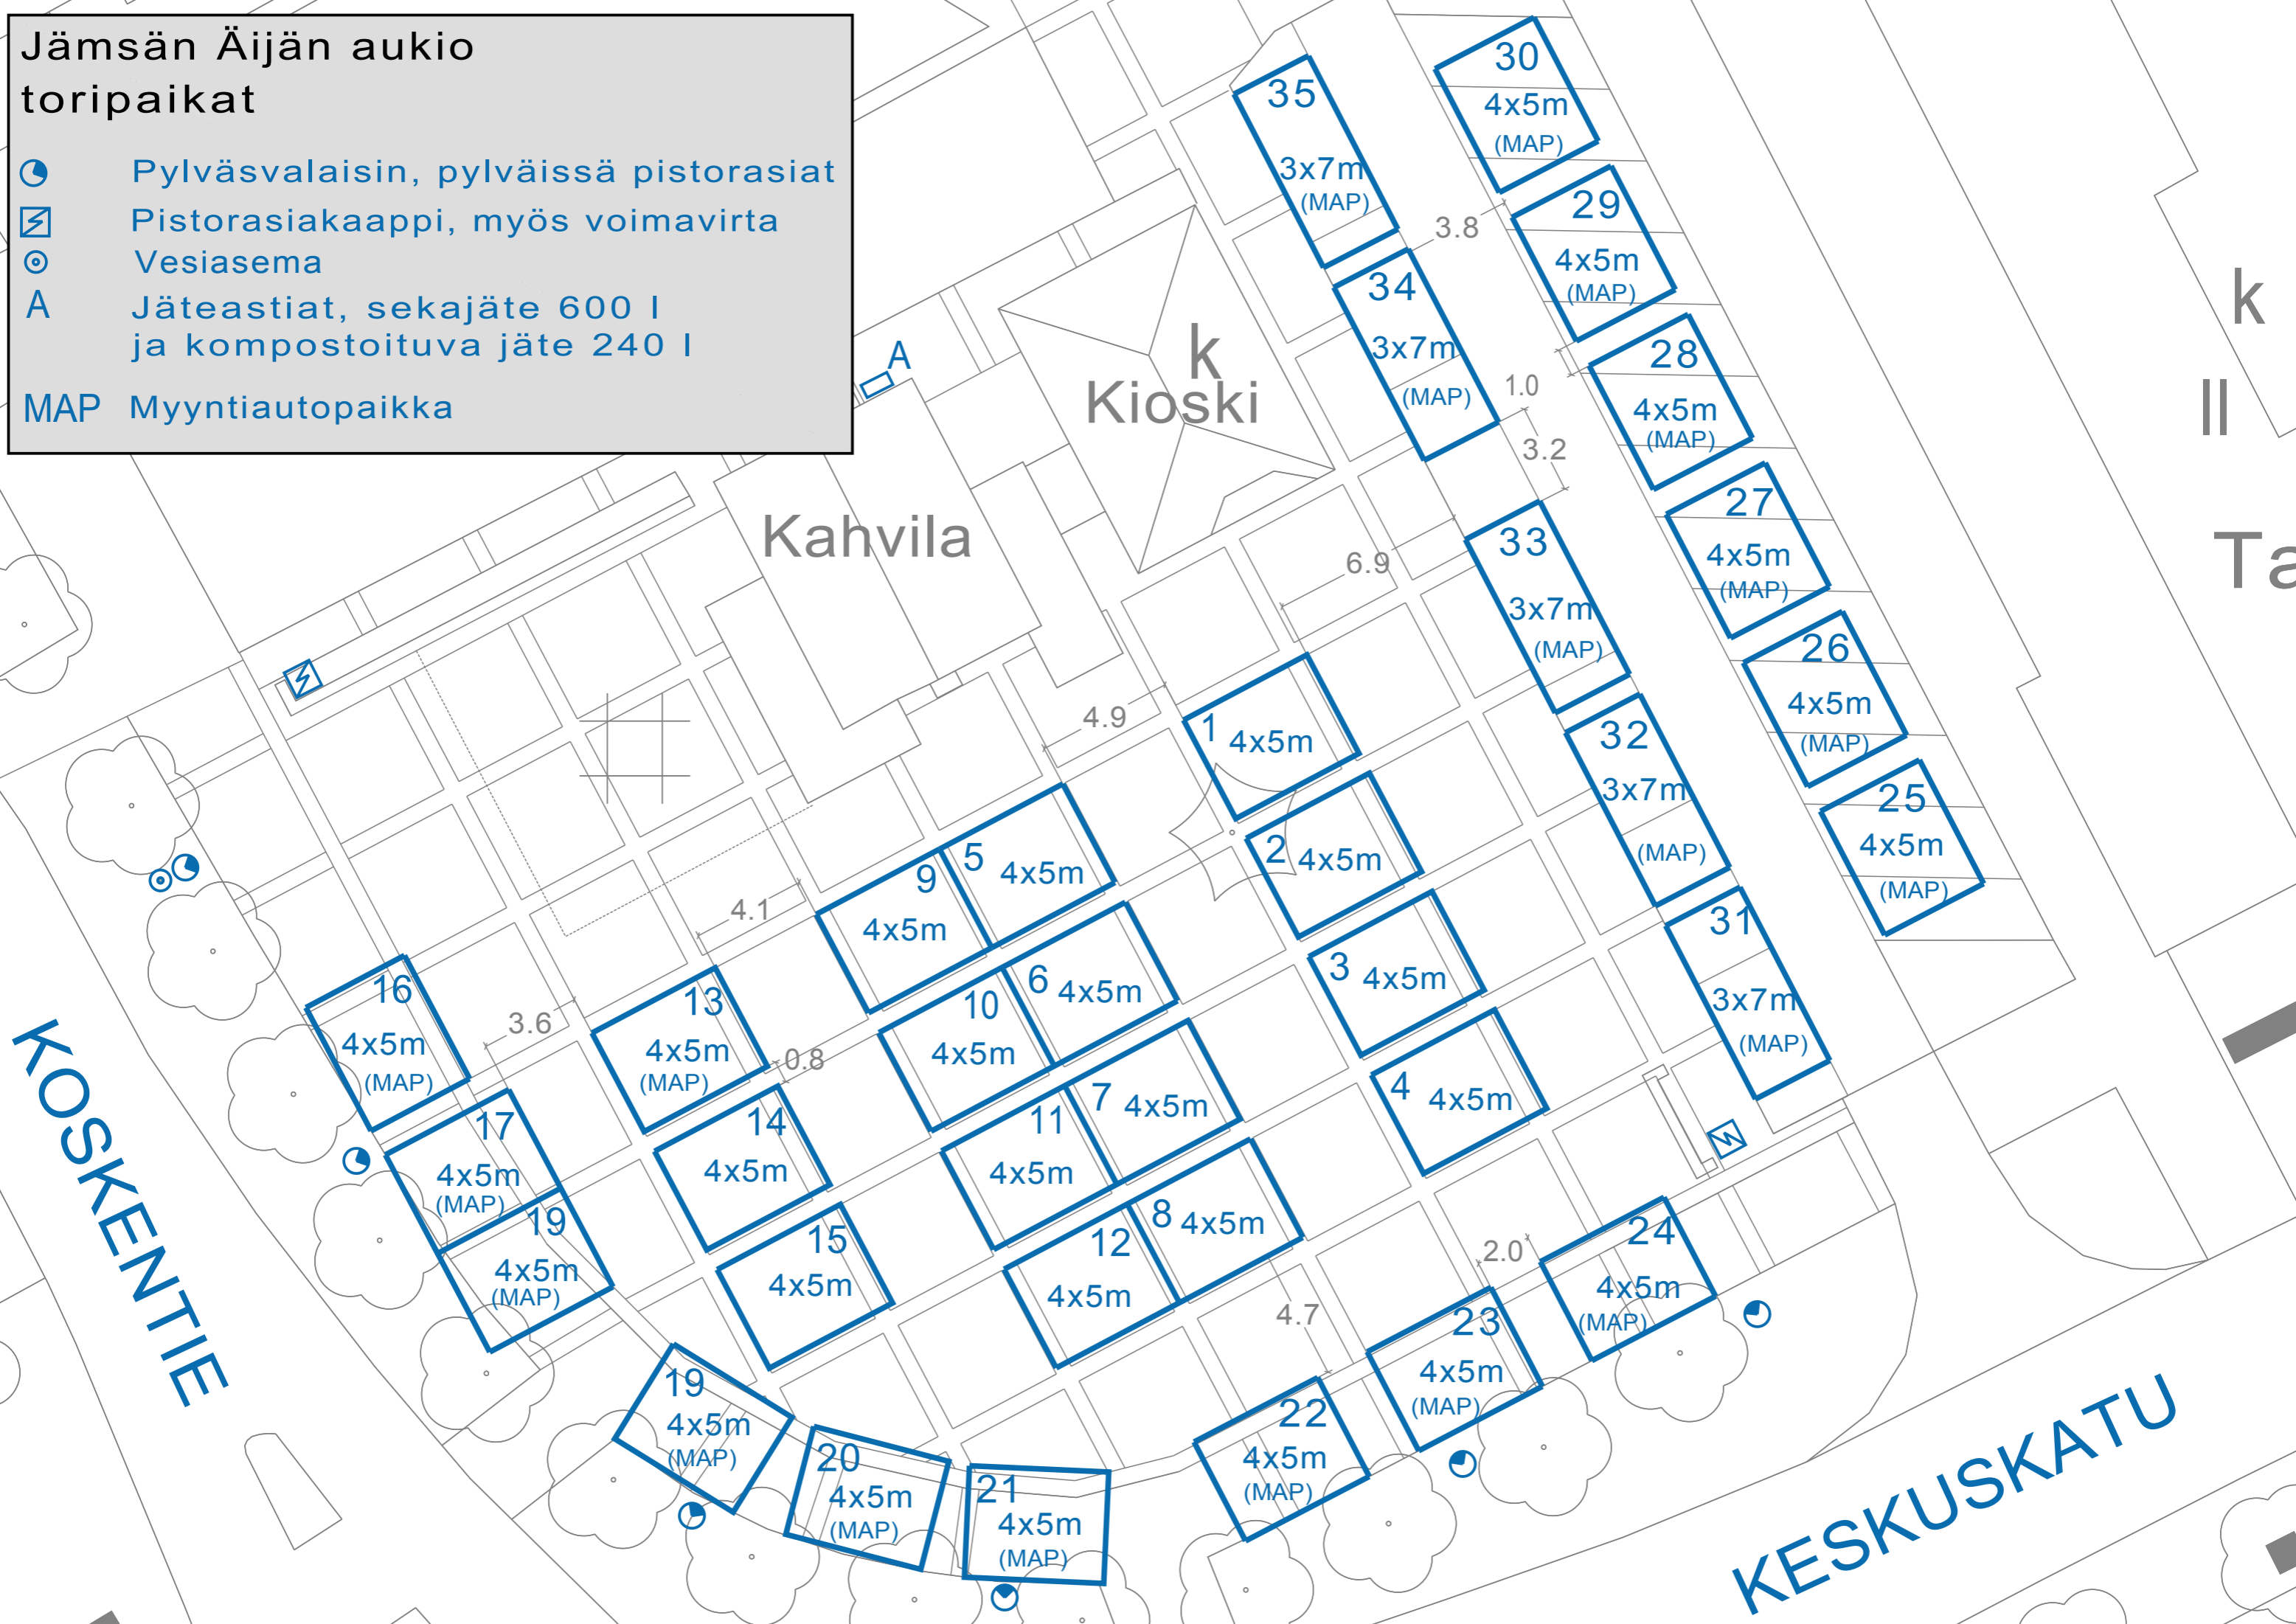 Jämsän Äijän aukio
toripaikat
Pylväsvalaisin, pylväissä pistorasiat
Pistorasiakaappi, myös voimavirta
Vesiasema
A Jäteastiat, sekajäte 600 l
ja kompostoituva jäte 240 l
MAP Myyntiautopaikka
A
k
Kioski
Kahvila
k
II
Ta
35
3x7m
(MAP)
34
3x7m
(MAP)
33
3x7m
(MAP)
32
3x7m
(MAP)
31
3x7m
(MAP)
30
4x5m
(MAP)
29
4x5m
(MAP)
28
4x5m
(MAP)
27
4x5m
(MAP)
26
4x5m
(MAP)
25
4x5m
(MAP)
3.8
1.0
3.2
6.9
4.9
4.1
3.6
0.8
2.0
4.7
1 4x5m
2 4x5m
3 4x5m
4 4x5m
5 4x5m
6 4x5m
7 4x5m
8 4x5m
9
4x5m
10
4x5m
11
4x5m
12
4x5m
13
4x5m
(MAP)
14
4x5m
15
4x5m
16
4x5m
(MAP)
17
4x5m
(MAP)
19
4x5m
(MAP)
19
4x5m
(MAP)
20
4x5m
(MAP)
21
4x5m
(MAP)
22
4x5m
(MAP)
23
4x5m
(MAP)
24
4x5m
(MAP)
KOSKENTIE
KESKUSKATU